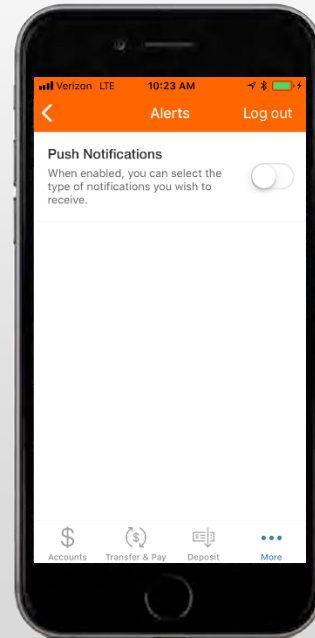 Verizon LTE 10:23 AM
Alerts Log out
Push Notifications
When enabled, you can select the
type of notifications you wish to
receive.
Accounts Transfer & Pay Deposit More